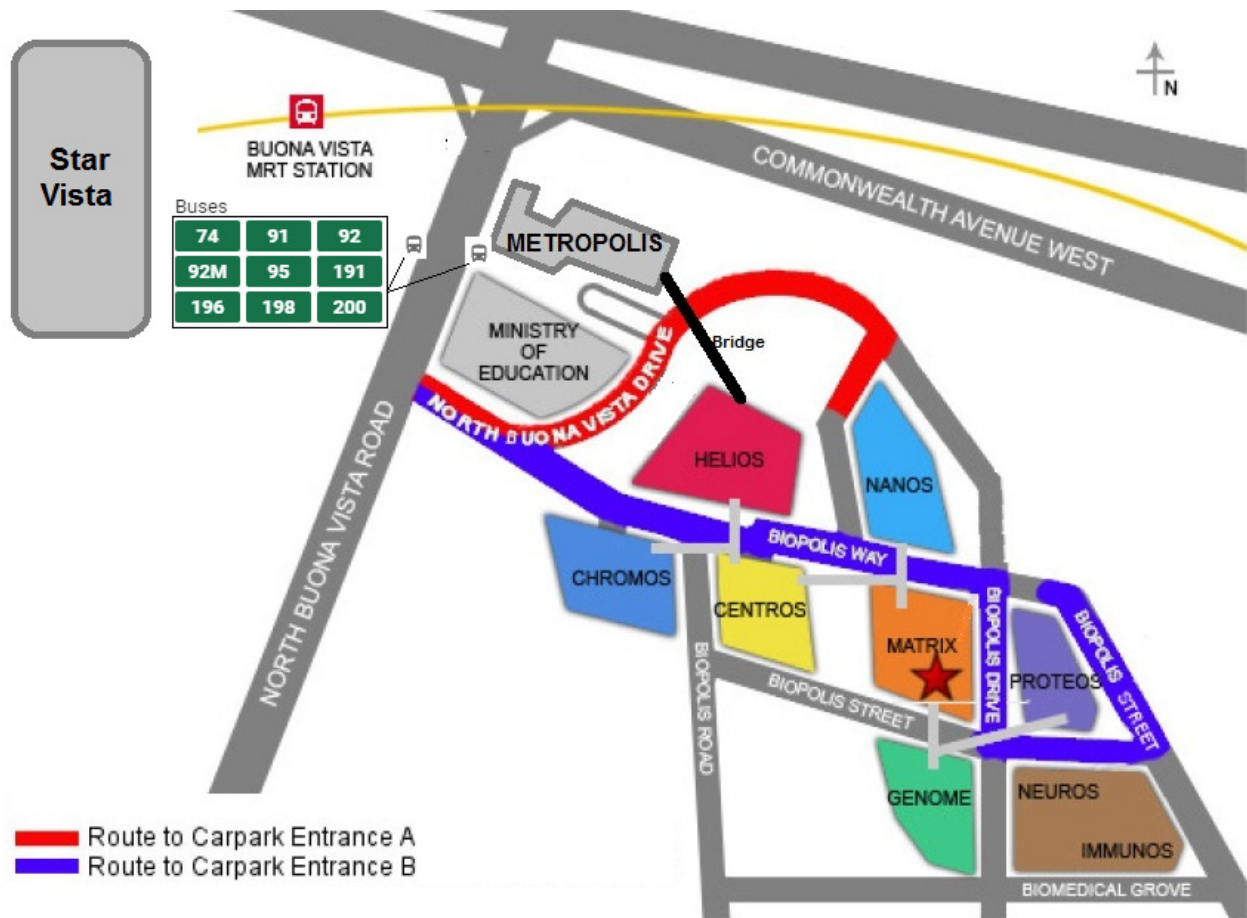 N
Star
Vista
BUONA VISTA
MRT STATION
Buses
74 91 92
92M 95 191
196 198 200
COMMONWEALTH AVENUE WEST
METROPOLIS
MINISTRY
OF
EDUCATION
Bridge
NORTH BUONA VISTA DRIVE
NORTH BUONA VISTA ROAD
HELIOS
NANOS
BIOPOLIS WAY
CHROMOS
CENTROS
MATRIX
BIOPOLIS DRIVE
PROTEOS
BIOPOLIS STREET
BIOPOLIS ROAD
BIOPOLIS STREET
GENOME
NEUROS
IMMUNOS
BIOMEDICAL GROVE
Route to Carpark Entrance A
Route to Carpark Entrance B